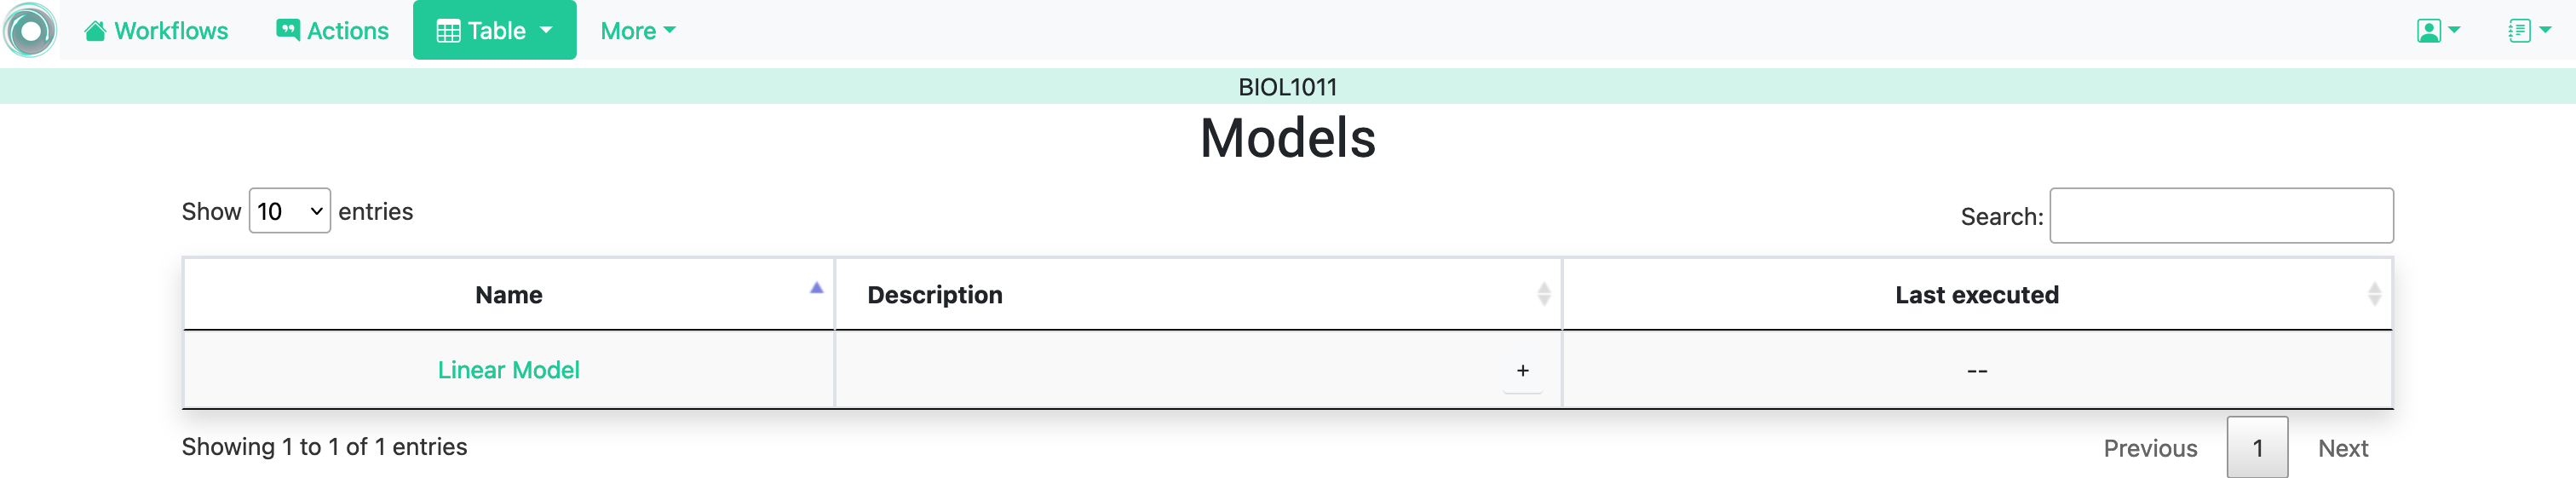 Workflows Actions Table More
BIOL1011
Models
Show 10 entries Search:
Name Description Last executed
Linear Model + --
Showing 1 to 1 of 1 entries Previous 1 Next